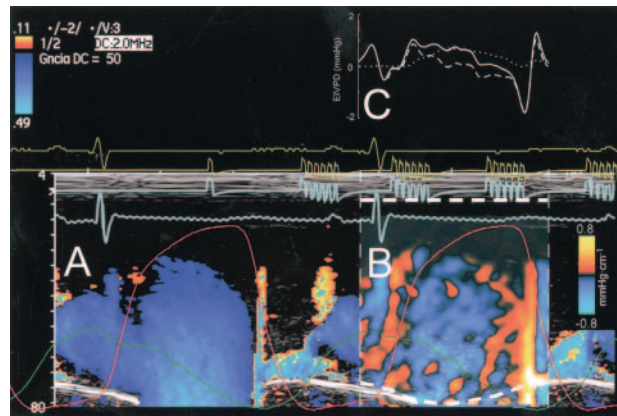 .11 •/-2/ •/V:3
1/2 DC:2.0MHz
Gncia DC = 50
.49
2
0
-2
EIVPD (mmHg)
C
4
A
B
0.8
-0.8
mmHg·cm⁻¹
80